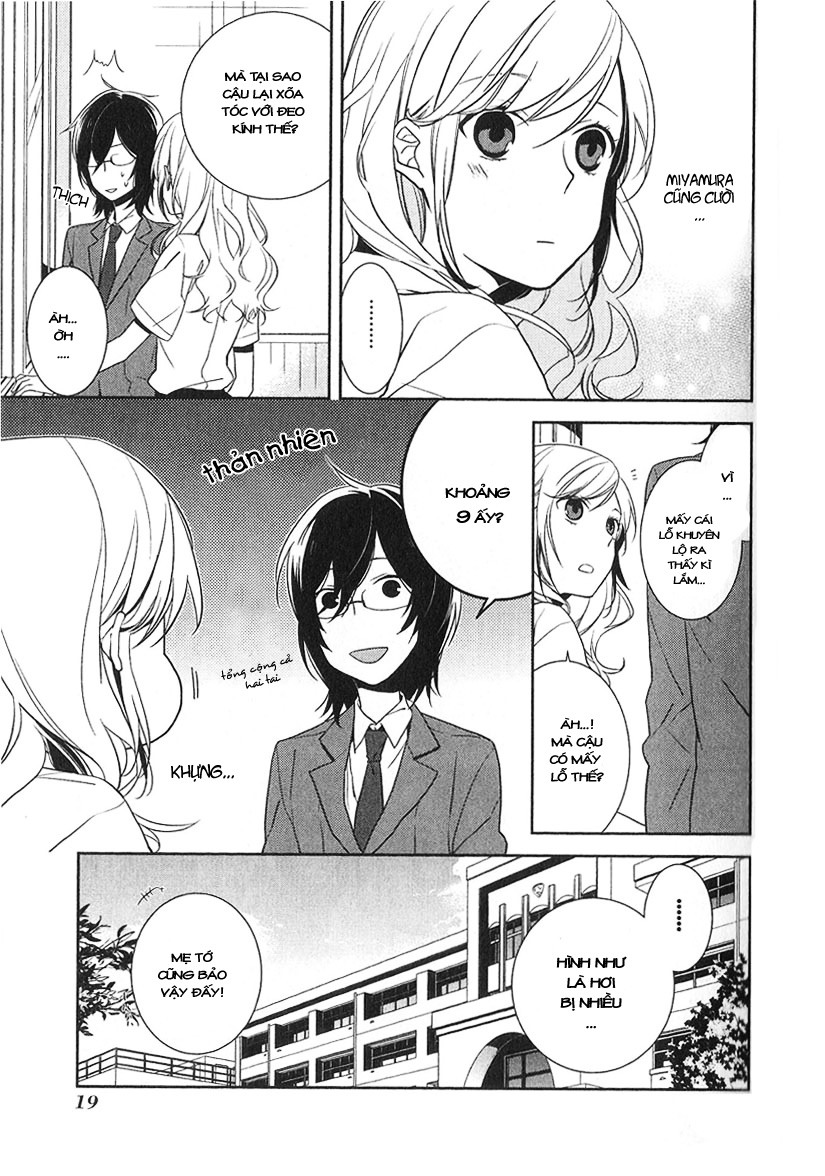 MIYAMURA
CŨNG CƯỜI
...
........
MÀ TẠI SAO
CẬU LẠI XÕA
TÓC VỚI ĐEO
KÍNH THẾ?
THỊCH
ÀH...
ỜH
....
VÌ
...
MẤY CÁI
LỖ KHUYÊN
LỘ RA
THẤY KÌ
LẮM...
ÀH...!
MÀ CẬU
CÓ MẤY
LỖ THẾ?
KHOẢNG
9 ẤY?
thản nhiên
tổng cộng cả
hai tai
KHỰNG...
........
HÌNH NHƯ
LÀ HƠI
BỊ NHIỀU
...
MẸ TỚ
CŨNG BẢO
VẬY ĐẤY!
19